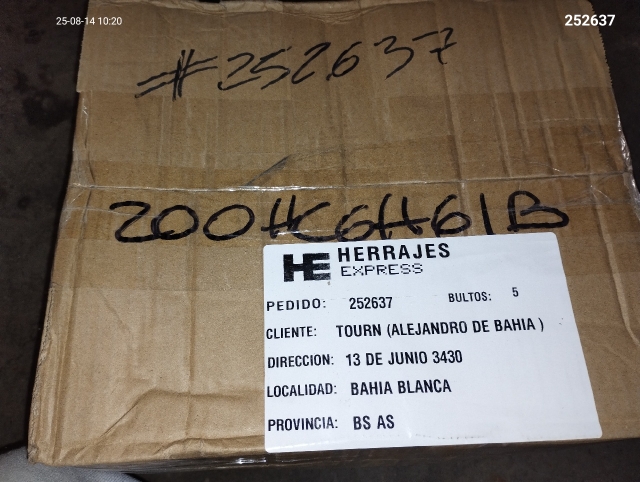 25-08-14 10:20
252637
#252637
200HC6H61B
HE HERRAJES
EXPRESS
PEDIDO: 252637 BULTOS: 5
CLIENTE: TOURN (ALEJANDRO DE BAHIA )
DIRECCION: 13 DE JUNIO 3430
LOCALIDAD: BAHIA BLANCA
PROVINCIA: BS AS